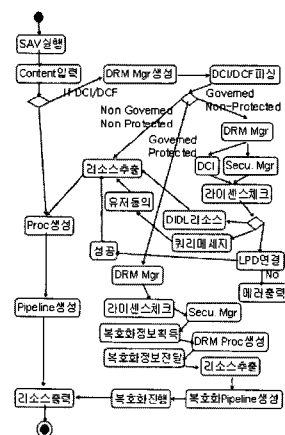 SAV실행
Content입력
DRM Mgr생성
DCI/DCF파싱
If DCI/DCF
Non Governed
Non Protected
Governed
Non-Protected
Governed
Protected
DRM Mgr
DCI
Secu. Mgr
라이센스체크
리소스추출
유저동의
DIDL리소스
쿼리메세지
Proc생성
성공
LPD연결
No
에러출력
DRM Mgr
라이센스체크
Secu. Mgr
Pipeline생성
복호화정보획득
DRM Proc생성
복호화정보전달
리소스추출
리소스출력
복호화진행
복호화Pipeline생성